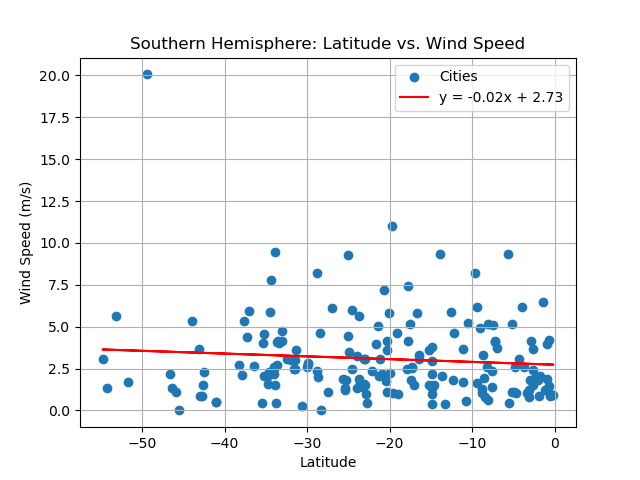 Southern Hemisphere: Latitude vs. Wind Speed
Cities
y = -0.02x + 2.73
20.0
17.5
15.0
12.5
10.0
7.5
5.0
2.5
0.0
Wind Speed (m/s)
−50 −40 −30 −20 −10 0
Latitude